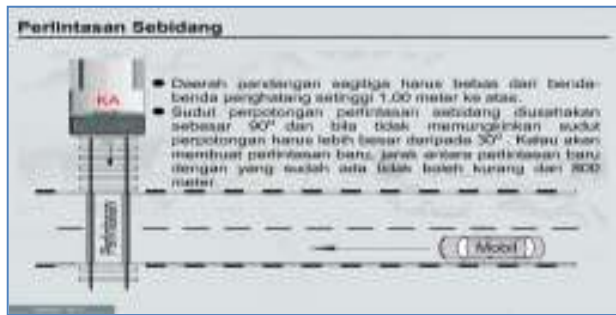 Perlintasan Sebidang
KA
Daerah pandangan segitiga harus bebas dari benda-
benda penghalang setinggi 1.00 meter ke atas.
Sudut perpotongan perlintasan sebidang diusahakan
sebesar 90º dan bila tidak memungkinkan sudut
perpotongan harus lebih besar daripada 30º. Kalau akan
membuat perlintasan baru, jarak antara perlintasan baru
dengan yang sudah ada tidak boleh kurang dari 800
meter
Perlintasan
Mobil